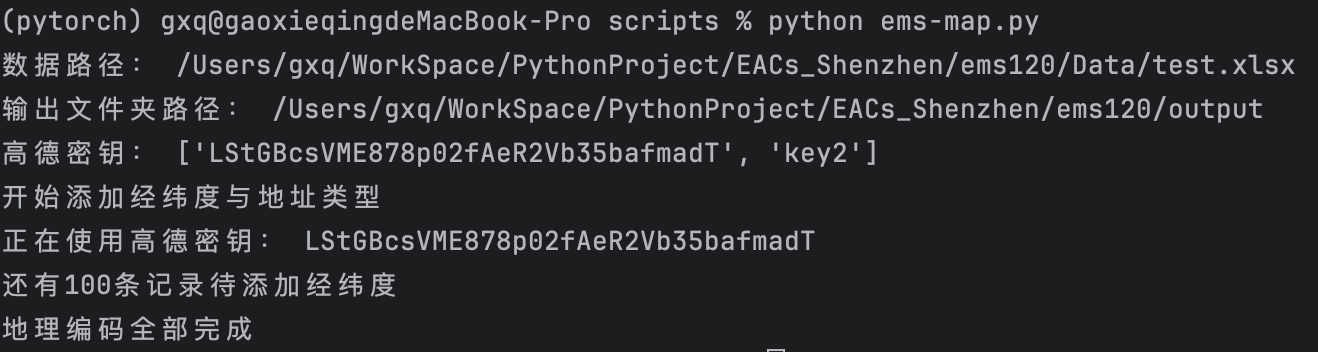 (pytorch) gxq@gaoxieqingdeMacBook-Pro scripts % python ems-map.py
数据路径： /Users/gxq/WorkSpace/PythonProject/EACs_Shenzhen/ems120/Data/test.xlsx
输出文件夹路径： /Users/gxq/WorkSpace/PythonProject/EACs_Shenzhen/ems120/output
高德密钥： ['LStGBcsVME878p02fAeR2Vb35bafmadT', 'key2']
开始添加经纬度与地址类型
正在使用高德密钥： LStGBcsVME878p02fAeR2Vb35bafmadT
还有100条记录待添加经纬度
地理编码全部完成